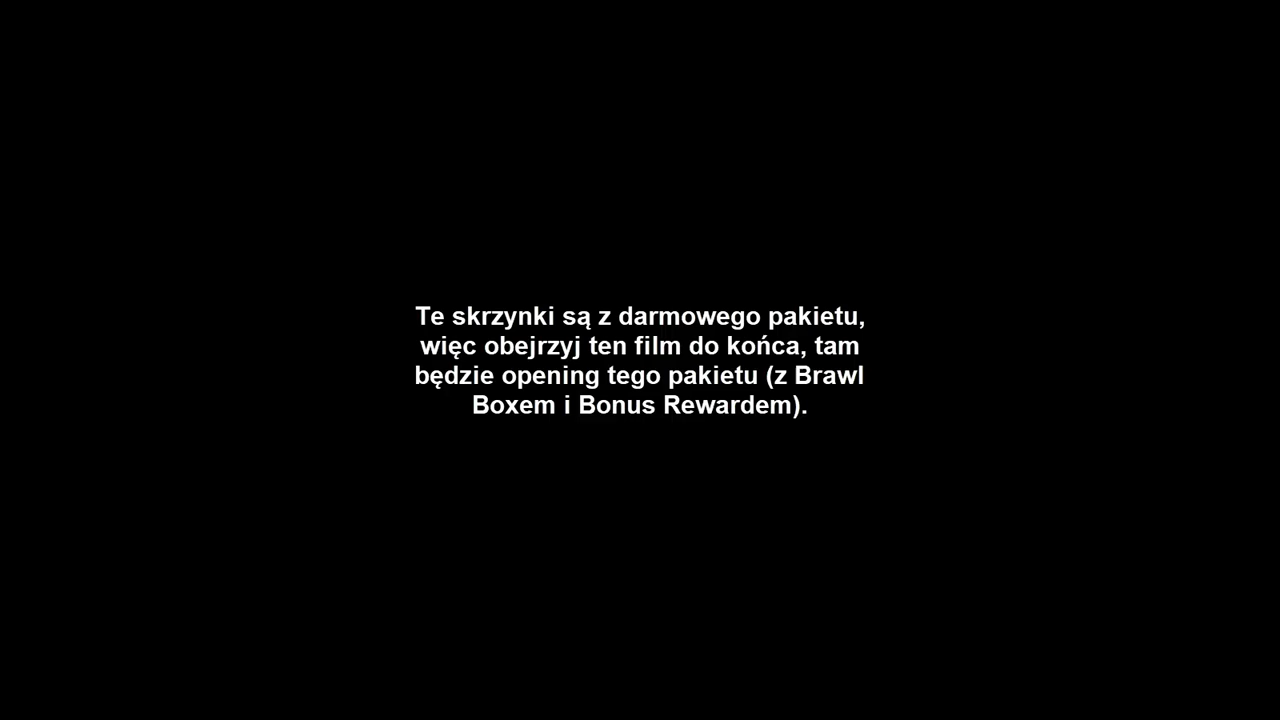 Te skrzynki są z darmowego pakietu,
więc obejrzyj ten film do końca, tam
będzie opening tego pakietu (z Brawl
Boxem i Bonus Rewardem).